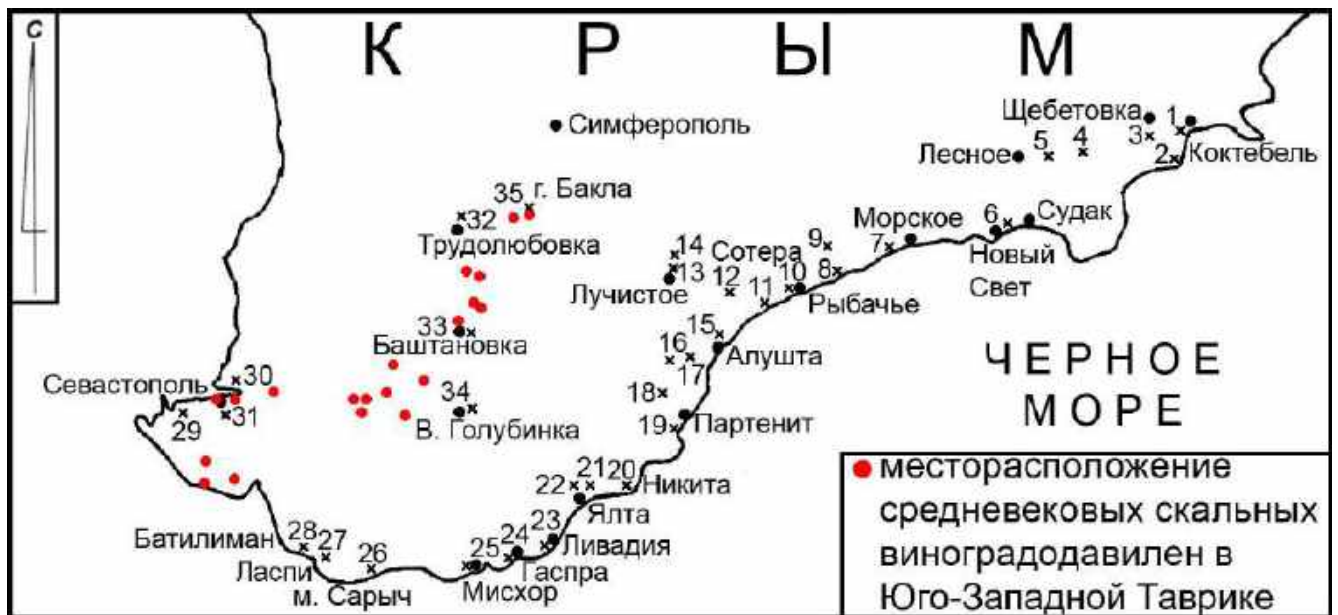 С
К Р Ы М
Симферополь
Щебетовка
1
3
5
4
Лесное
2
Коктебель
35
г. Бакла
32
Трудолюбовка
Морское
6
Судак
Новый
Свет
14
Сотера
9
7
13
12
11
10
8
Лучистое
Рыбачье
33
Баштановка
15
16
17
Алушта
ЧЕРНОЕ
МОРЕ
Севастополь
30
29
31
34
В. Голубинка
18
19
Партенит
22
21
20
Никита
Ялта
Батилиман
28
27
26
25
24
23
Ливадия
Ласпи
Гаспра
м. Сарыч
Мисхор
месторасположение
средневековых скальных
виноградодавилен в
Юго-Западной Таврике